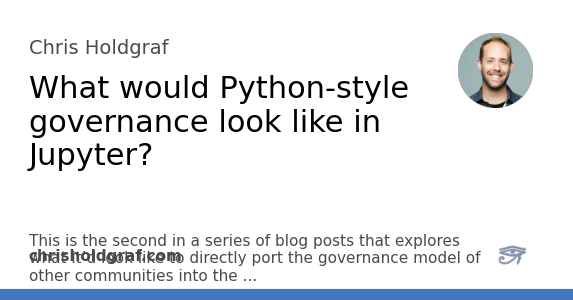 Chris Holdgraf
What would Python-style
governance look like in
Jupyter?
This is the second in a series of blog posts that explores
chrisholdgraf.com
what it'd look like to directly port the governance model of
other communities into the ...